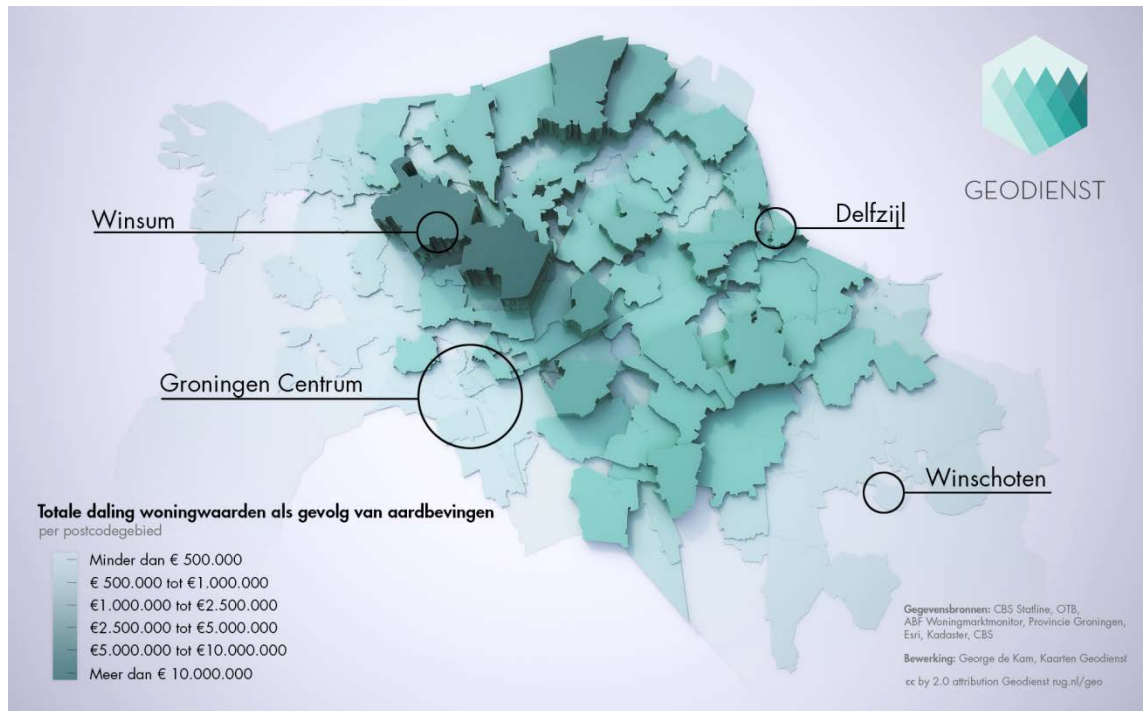 GEODIENST
Winsum
Delfzijl
Groningen Centrum
Winschoten
Totale daling woningwaarden als gevolg van aardbevingen
per postcodegebied
Minder dan € 500.000
€ 500.000 tot €1.000.000
€1.000.000 tot €2.500.000
€2.500.000 tot €5.000.000
€5.000.000 tot €10.000.000
Meer dan € 10.000.000
Gegevensbronnen: CBS Statline, OTB,
ABF Woningmarktmonitor, Provincie Groningen,
Esri, Kadaster, CBS
Bewerking: George de Kam, Kaarten Geodienst
cc by 2.0 attribution Geodienst rug.nl/geo